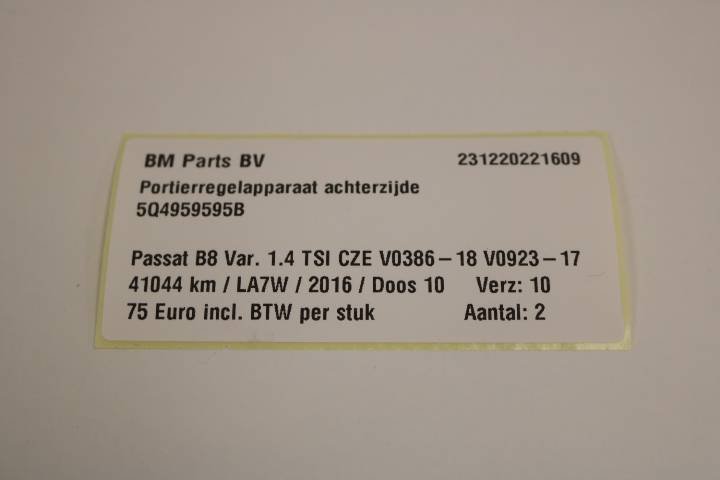 BM Parts BV 231220221609
Portierregelapparaat achterzijde
5Q4959595B
Passat B8 Var. 1.4 TSI CZE V0386-18 V0923-17
41044 km / LA7W / 2016 / Doos 10 Verz: 10
75 Euro incl. BTW per stuk Aantal: 2